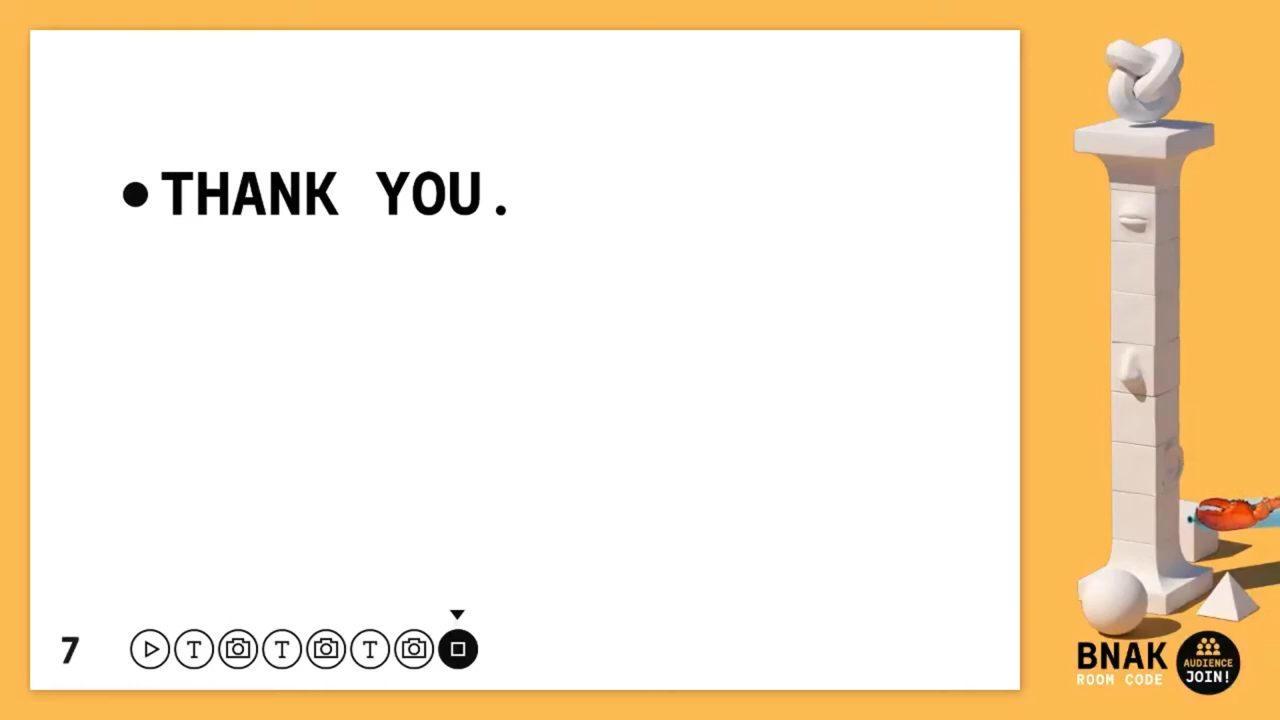 •THANK YOU.
7
T
T
T
BNAK
ROOM CODE
AUDIENCE
JOIN!